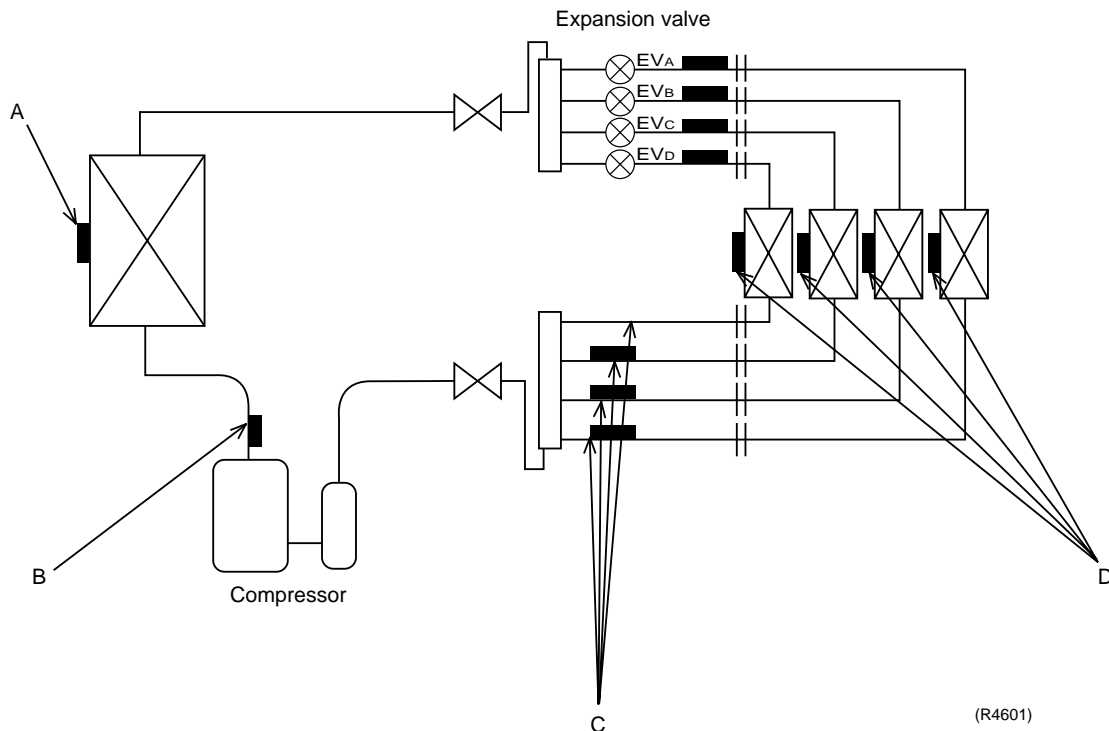 Expansion valve
EVA
A
EVB
EVC
EVD
B
D
Compressor
C
(R4601)